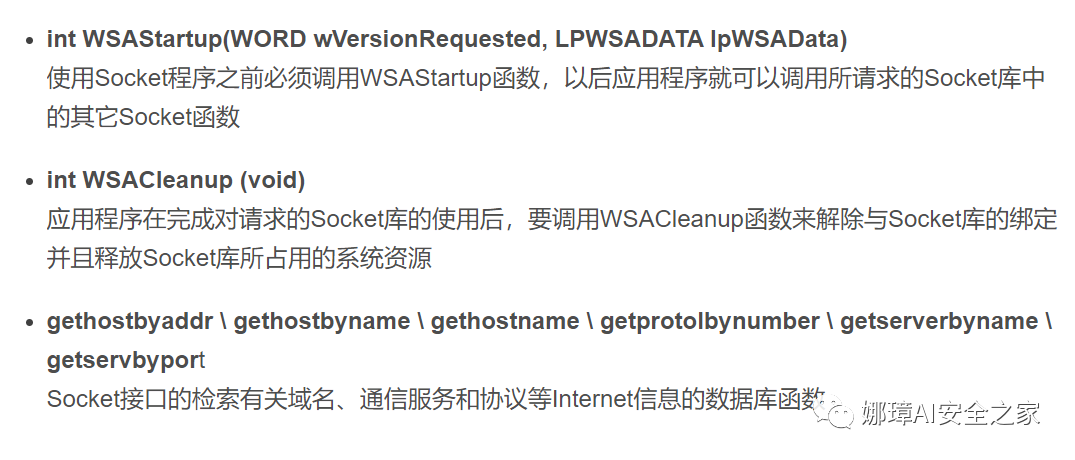 int WSAStartup(WORD wVersionRequested, LPWSADATA lpWSAData)
使用Socket程序之前必须调用WSAStartup函数，以后应用程序就可以调用所请求的Socket库中
的其它Socket函数
int WSACleanup (void)
应用程序在完成对请求的Socket库的使用后，要调用WSACleanup函数来解除与Socket库的绑定
并且释放Socket库所占用的系统资源
gethostbyaddr \ gethostbyname \ gethostname \ getprotolbynumber \ getserverbyname \
getservbyport
Socket接口的检索有关域名、通信服务和协议等Internet信息的数据库函数
娜璋AI安全之家